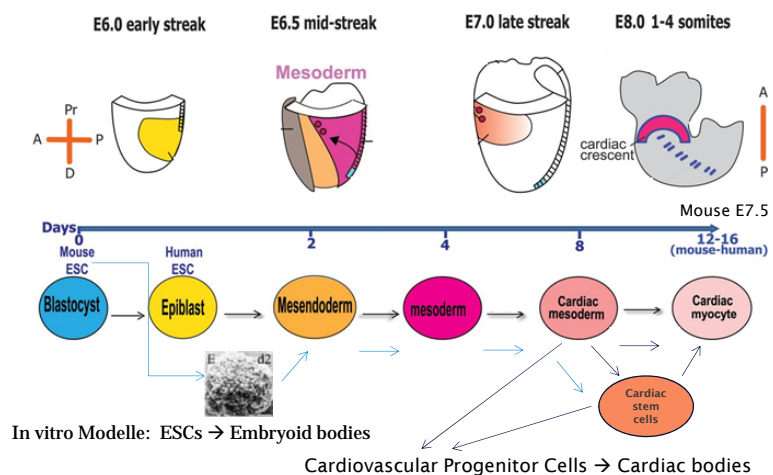 E6.0 early streak
E6.5 mid-streak
E7.0 late streak
E8.0 1-4 somites
Mesoderm
Pr
A
P
D
A
cardiac
crescent
P
Mouse E7.5
Days
0
2
4
8
12-16
(mouse-human)
Mouse
ESC
Human
ESC
Blastocyst
Epiblast
Mesendoderm
mesoderm
Cardiac
mesoderm
Cardiac
myocyte
E
d2
Cardiac
stem
cells
In vitro Modelle: ESCs → Embryoid bodies
Cardiovascular Progenitor Cells → Cardiac bodies